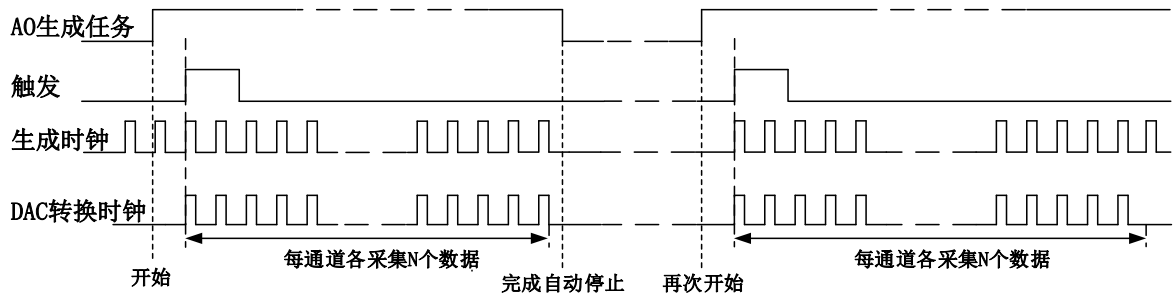 AO生成任务
触发
生成时钟
DAC转换时钟
每通道各采集N个数据
每通道各采集N个数据
开始
完成自动停止
再次开始